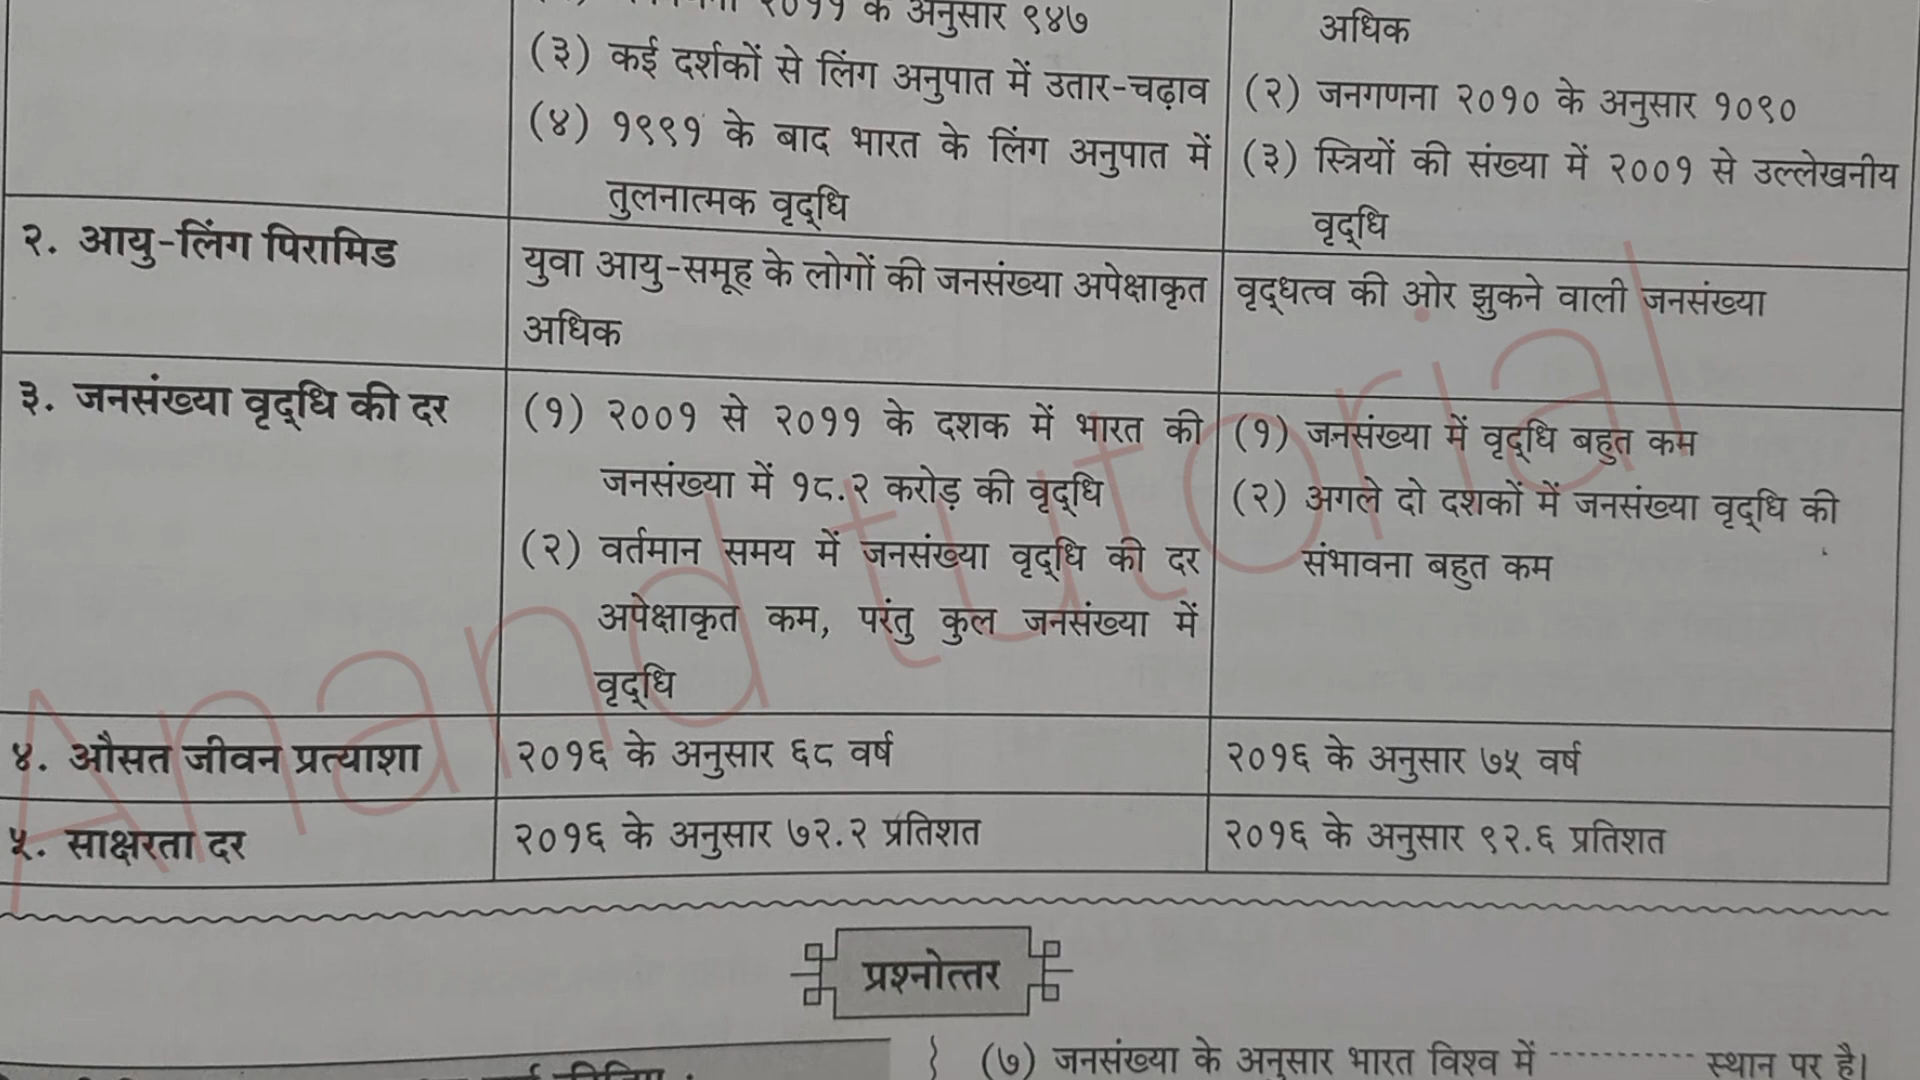 २०११ के अनुसार ९४७
(३) कई दर्शकों से लिंग अनुपात में उतार-चढ़ाव
(४) १९९१ के बाद भारत के लिंग अनुपात में
तुलनात्मक वृद्धि
अधिक
(२) जनगणना २०१० के अनुसार १०९०
(३) स्त्रियों की संख्या में २००१ से उल्लेखनीय
वृद्धि
२. आयु-लिंग पिरामिड
युवा आयु-समूह के लोगों की जनसंख्या अपेक्षाकृत
अधिक
वृद्धत्व की ओर झुकने वाली जनसंख्या
३. जनसंख्या वृद्धि की दर
(१) २००१ से २०११ के दशक में भारत की
जनसंख्या में १८.२ करोड़ की वृद्धि
(२) वर्तमान समय में जनसंख्या वृद्धि की दर
अपेक्षाकृत कम, परंतु कुल जनसंख्या में
वृद्धि
(१) जनसंख्या में वृद्धि बहुत कम
(२) अगले दो दशकों में जनसंख्या वृद्धि की
संभावना बहुत कम
४. औसत जीवन प्रत्याशा
२०१६ के अनुसार ६८ वर्ष
२०१६ के अनुसार ७५ वर्ष
५. साक्षरता दर
२०१६ के अनुसार ७२.२ प्रतिशत
२०१६ के अनुसार ९२.६ प्रतिशत
Anand tutorial
प्रश्नोत्तर
(७) जनसंख्या के अनुसार भारत विश्व में ----------- स्थान पर है।